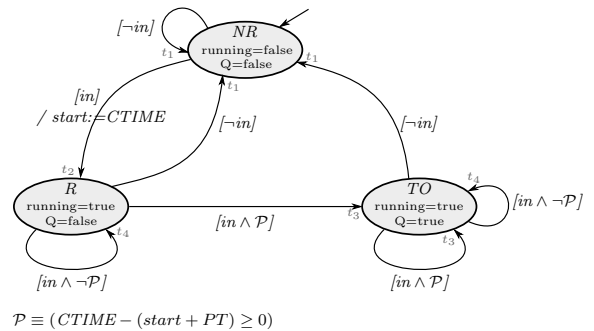 [¬in]
NR
running=false
Q=false
t1
t1
t1
[in]
/ start:=CTIME
[¬in]
[¬in]
t2
R
running=true
Q=false
t4
[in ∧ ¬P]
[in ∧ P]
t3
TO
running=true
Q=true
t4
[in ∧ ¬P]
t3
[in ∧ P]
P ≡ (CTIME − (start + PT) ≥ 0)